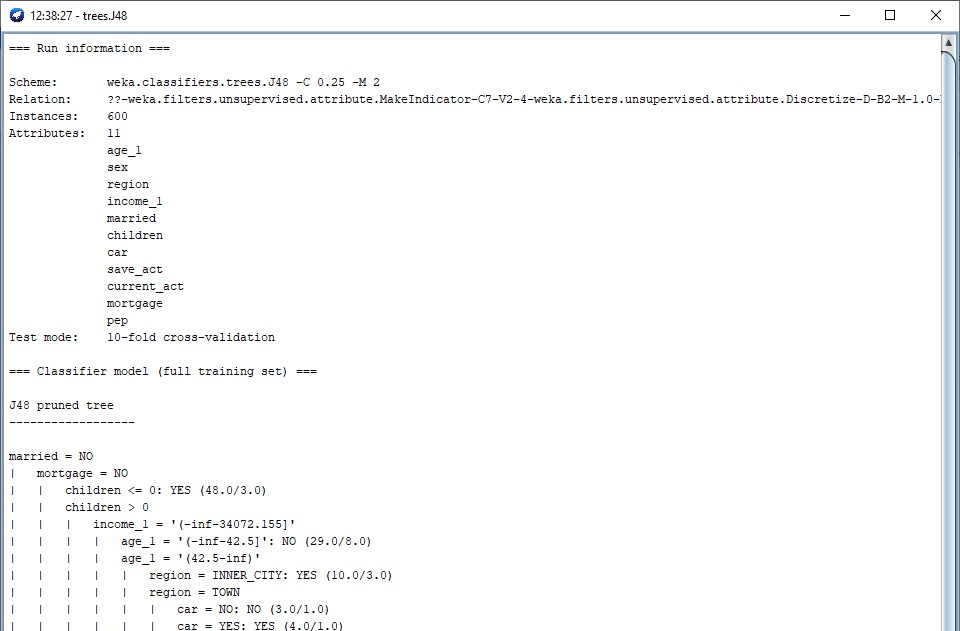 12:38:27 - trees.J48
=== Run information ===
Scheme:       weka.classifiers.trees.J48 -C 0.25 -M 2
Relation:     ??-weka.filters.unsupervised.attribute.MakeIndicator-C7-V2-4-weka.filters.unsupervised.attribute.Discretize-D-B2-M-1.0-
Instances:    600
Attributes:   11
              age_1
              sex
              region
              income_1
              married
              children
              car
              save_act
              current_act
              mortgage
              pep
Test mode:    10-fold cross-validation
=== Classifier model (full training set) ===
J48 pruned tree
------------------
married = NO
|   mortgage = NO
|   |   children <= 0: YES (48.0/3.0)
|   |   children > 0
|   |   |   income_1 = '(-inf-34072.155]'
|   |   |   |   age_1 = '(-inf-42.5]': NO (29.0/8.0)
|   |   |   |   age_1 = '(42.5-inf)'
|   |   |   |   |   region = INNER_CITY: YES (10.0/3.0)
|   |   |   |   |   region = TOWN
|   |   |   |   |   |   car = NO: NO (3.0/1.0)
|   |   |   |   |   |   car = YES: YES (4.0/1.0)